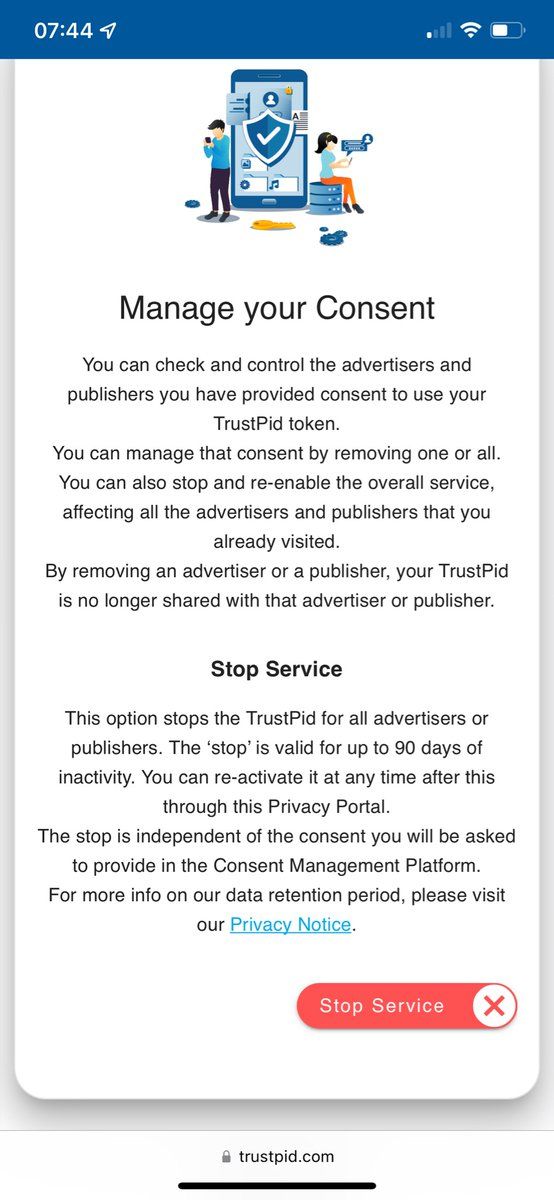 07:44
A
Manage your Consent
You can check and control the advertisers and
publishers you have provided consent to use your
TrustPid token.
You can manage that consent by removing one or all.
You can also stop and re-enable the overall service,
affecting all the advertisers and publishers that you
already visited.
By removing an advertiser or a publisher, your TrustPid
is no longer shared with that advertiser or publisher.
Stop Service
This option stops the TrustPid for all advertisers or
publishers. The ‘stop’ is valid for up to 90 days of
inactivity. You can re-activate it at any time after this
through this Privacy Portal.
The stop is independent of the consent you will be asked
to provide in the Consent Management Platform.
For more info on our data retention period, please visit
our Privacy Notice.
Stop Service
trustpid.com